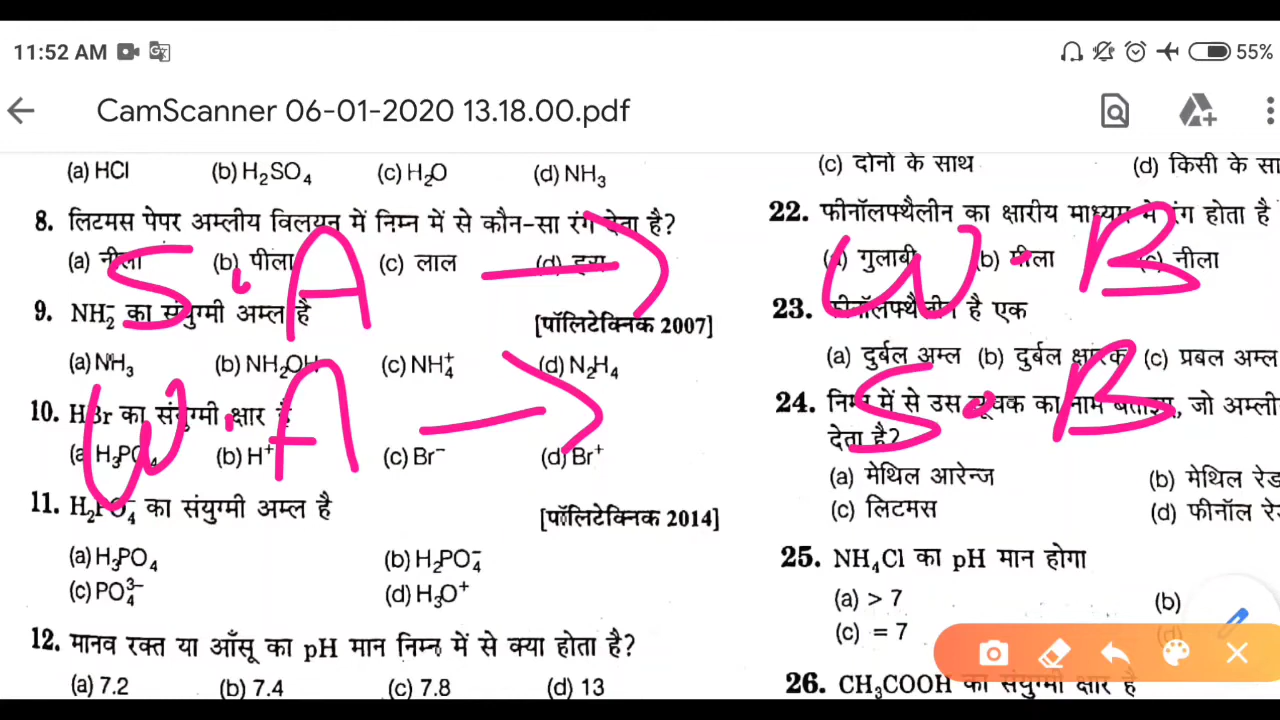 11:52 AM
55%
CamScanner 06-01-2020 13.18.00.pdf
(a) HCl (b) H₂SO₄ (c) H₂O (d) NH₃
8. लिटमस पेपर अम्लीय विलयन में निम्न में से कौन-सा रंग देता है?
(a) नीला (b) पीला (c) लाल (d) हरा
S.A → W.B
9. NH₂⁻ का संयुग्मी अम्ल है [पॉलिटेक्निक 2007]
(a) NH₃ (b) NH₂OH (c) NH₄⁺ (d) N₂H₄
W.A → S.B
10. HBr का संयुग्मी क्षार है
(a) H₃PO₄ (b) H⁺ (c) Br⁻ (d) Br⁺
11. H₂PO₄⁻ का संयुग्मी अम्ल है [पॉलिटेक्निक 2014]
(a) H₃PO₄ (b) H₂PO₄⁻
(c) PO₄³⁻ (d) H₃O⁺
12. मानव रक्त या आँसू का pH मान निम्न में से क्या होता है?
(a) 7.2 (b) 7.4 (c) 7.8 (d) 13
(c) दोनों के साथ (d) किसी के
22. फीनॉलफ्थैलीन का क्षारीय माध्यम में रंग होता है
(a) गुलाबी (b) पीला (c) नीला
23. फीनॉलफ्थैलीन है एक
(a) दुर्बल अम्ल (b) दुर्बल क्षारक (c) प्रबल अम्ल
24. निम्न में से उस सूचक का नाम बताइए, जो
देता है?
(a) मेथिल आरेन्ज (b) मेथिल
(c) लिटमस (d) फीनॉल
25. NH₄Cl का pH मान होगा
(a) > 7 (b)
(c) = 7 (d)
26. CH₃COOH का संयुग्मी क्षार है